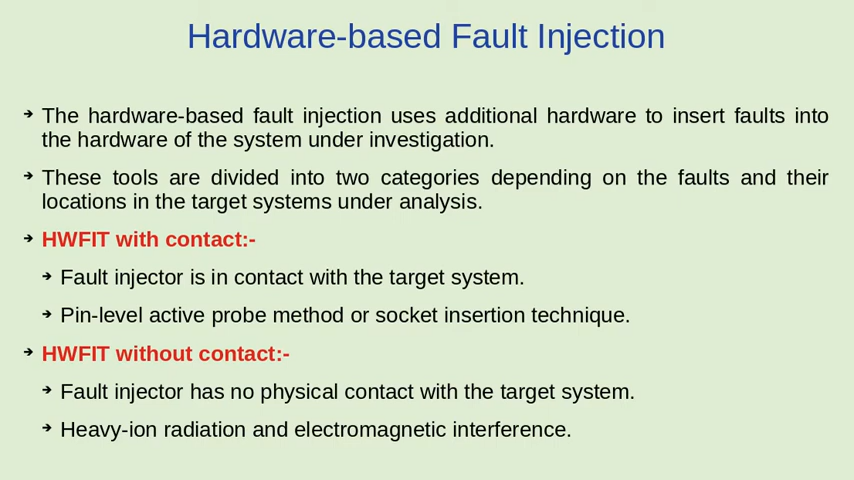 Hardware-based Fault Injection
The hardware-based fault injection uses additional hardware to insert faults into
the hardware of the system under investigation.
These tools are divided into two categories depending on the faults and their
locations in the target systems under analysis.
HWFIT with contact:-
Fault injector is in contact with the target system.
Pin-level active probe method or socket insertion technique.
HWFIT without contact:-
Fault injector has no physical contact with the target system.
Heavy-ion radiation and electromagnetic interference.